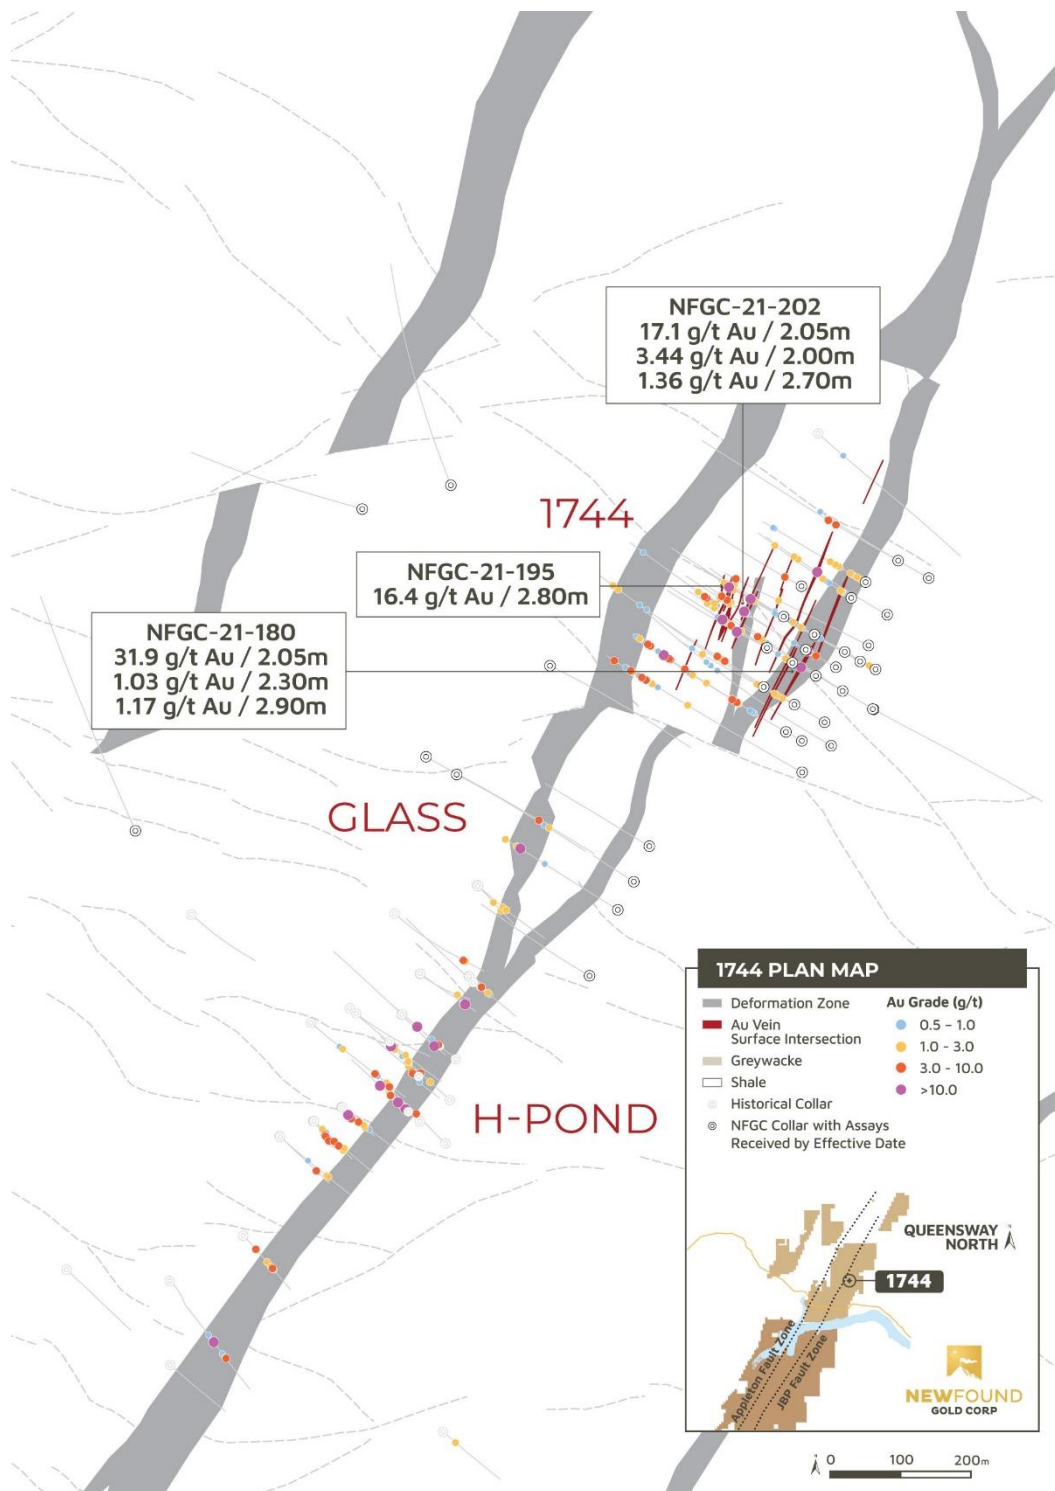 NFGC-21-202
17.1 g/t Au / 2.05m
3.44 g/t Au / 2.00m
1.36 g/t Au / 2.70m
1744
NFGC-21-195
16.4 g/t Au / 2.80m
NFGC-21-180
31.9 g/t Au / 2.05m
1.03 g/t Au / 2.30m
1.17 g/t Au / 2.90m
GLASS
H-POND
1744 PLAN MAP
Deformation Zone
Au Vein
Surface Intersection
Greywacke
Shale
Historical Collar
NFGC Collar with Assays
Received by Effective Date
Au Grade (g/t)
0.5 - 1.0
1.0 - 3.0
3.0 - 10.0
>10.0
QUEENSWAY
NORTH
1744
Appleton Fault Zone
JBP Fault Zone
NEWFOUND
GOLD CORP
0 100 200m